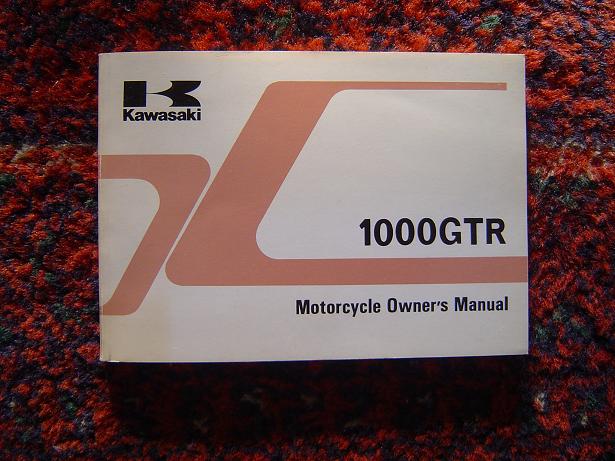 Kawasaki
1000GTR
Motorcycle Owner's Manual